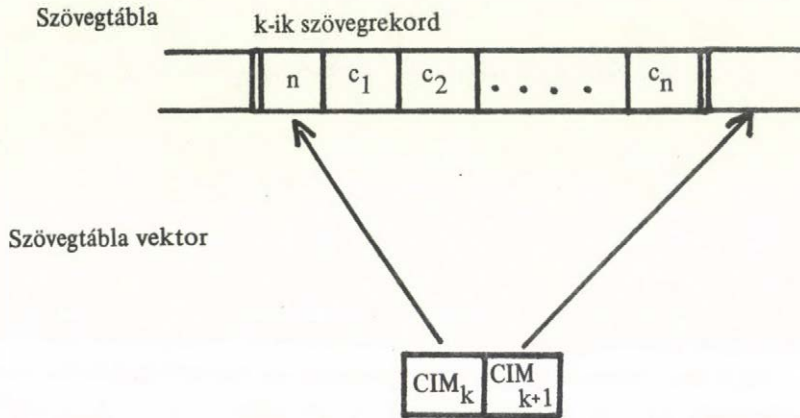 Szövegtábla
k-ik szövegrekord
n c₁ c₂ . . . . cₙ
Szövegtábla vektor
CIMₖ CIMₖ₊₁